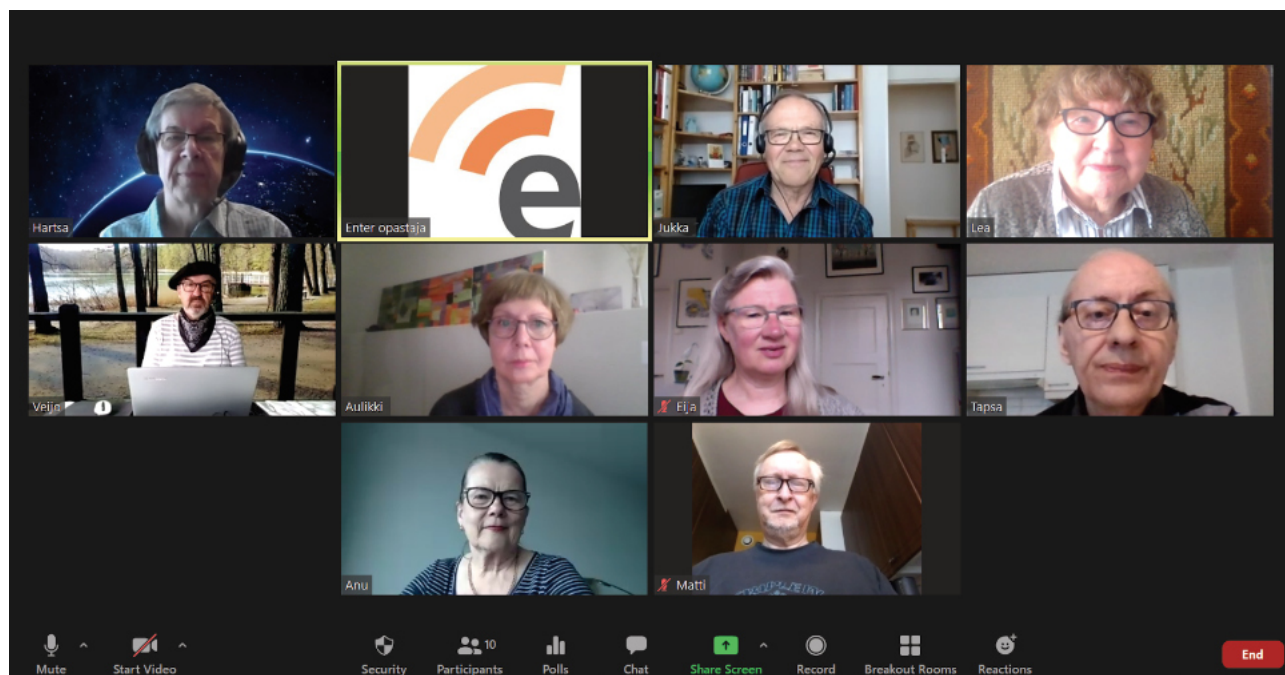 Hartsa
e
Enter opastaja
Jukka
Lea
Veijo
Aulikki
Eija
Tapsa
Anu
Matti
Mute
Start Video
Security
Participants
10
Polls
Chat
Share Screen
Record
Breakout Rooms
Reactions
End